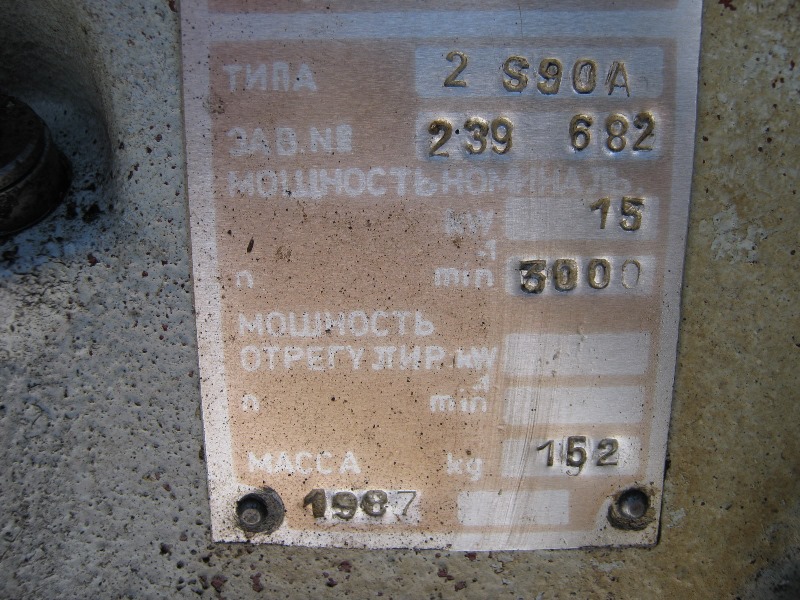 ТИПА 2 S90A
ЗАВ.№ 239 682
МОЩНОСТЬ НОМИНАЛЬ
kW 15
n min-1 3000
МОЩНОСТЬ
ОТРЕГУЛИР. kW
n min-1
МАССА kg 152
1987